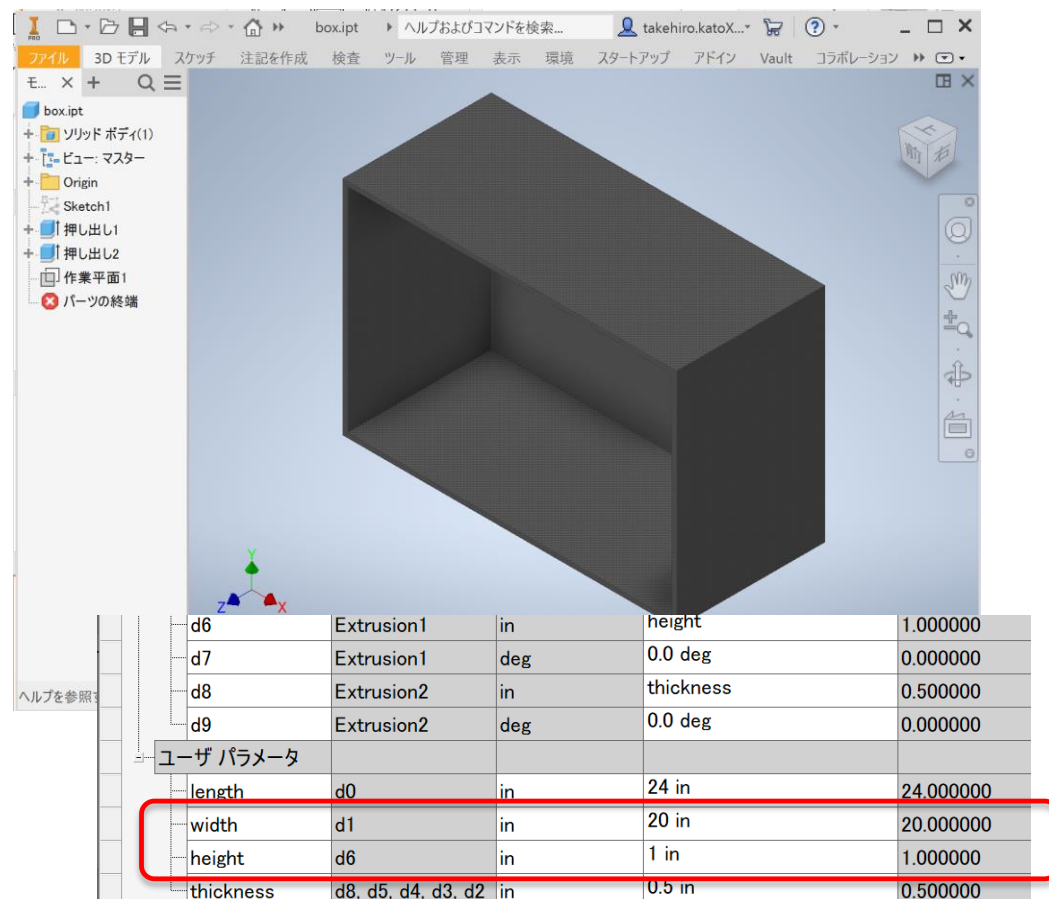 PRO
box.ipt
ヘルプおよびコマンドを検索...
takehiro.katoX...
ファイル 3D モデル スケッチ 注記を作成 検査 ツール 管理 表示 環境 スタートアップ アドイン Vault コラボレーション
モ...
box.ipt
ソリッド ボディ(1)
ビュー: マスター
Origin
Sketch1
押し出し1
押し出し2
作業平面1
パーツの終端
上
前 右
Y
Z X
ヘルプを参照
d6 Extrusion1 in height 1.000000
d7 Extrusion1 deg 0.0 deg 0.000000
d8 Extrusion2 in thickness 0.500000
d9 Extrusion2 deg 0.0 deg 0.000000
ユーザ パラメータ
length d0 in 24 in 24.000000
width d1 in 20 in 20.000000
height d6 in 1 in 1.000000
thickness d8, d5, d4, d3, d2 in 0.5 in 0.500000